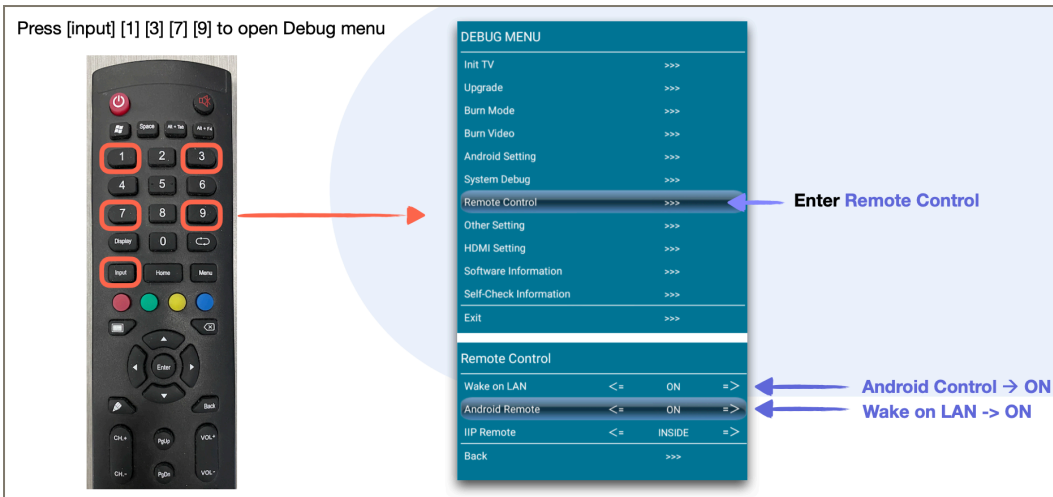 Press [input] [1] [3] [7] [9] to open Debug menu
Space Alt + Tab Alt + F4
1 2 3
4 5 6
7 8 9
Display 0
Input Home Menu
Enter
Back
CH.+ PgUp VOL+
CH.- PgDn VOL-
DEBUG MENU
Init TV >>>
Upgrade >>>
Burn Mode >>>
Burn Video >>>
Android Setting >>>
System Debug >>>
Remote Control >>>
Enter Remote Control
Other Setting >>>
HDMI Setting >>>
Software Information >>>
Self-Check Information >>>
Exit >>>
Remote Control
Wake on LAN <= ON =>
Android Control → ON
Android Remote <= ON =>
Wake on LAN -> ON
IIP Remote <= INSIDE =>
Back >>>